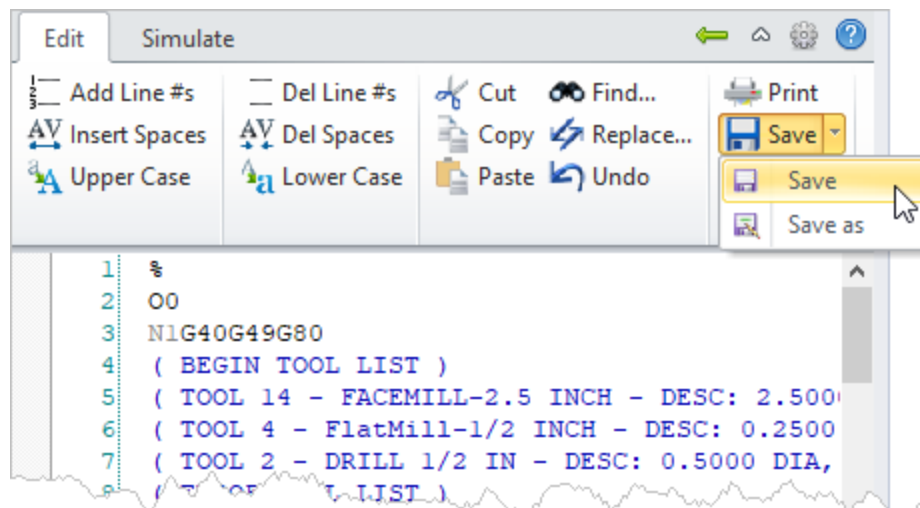 Edit Simulate
Add Line #s Del Line #s Cut Find... Print
Insert Spaces Del Spaces Copy Replace... Save
Upper Case Lower Case Paste Undo
Save
Save as
1 %
2 O0
3 N1G40G49G80
4 ( BEGIN TOOL LIST )
5 ( TOOL 14 - FACEMILL-2.5 INCH - DESC: 2.500
6 ( TOOL 4 - FlatMill-1/2 INCH - DESC: 0.2500
7 ( TOOL 2 - DRILL 1/2 IN - DESC: 0.5000 DIA,
LIST )